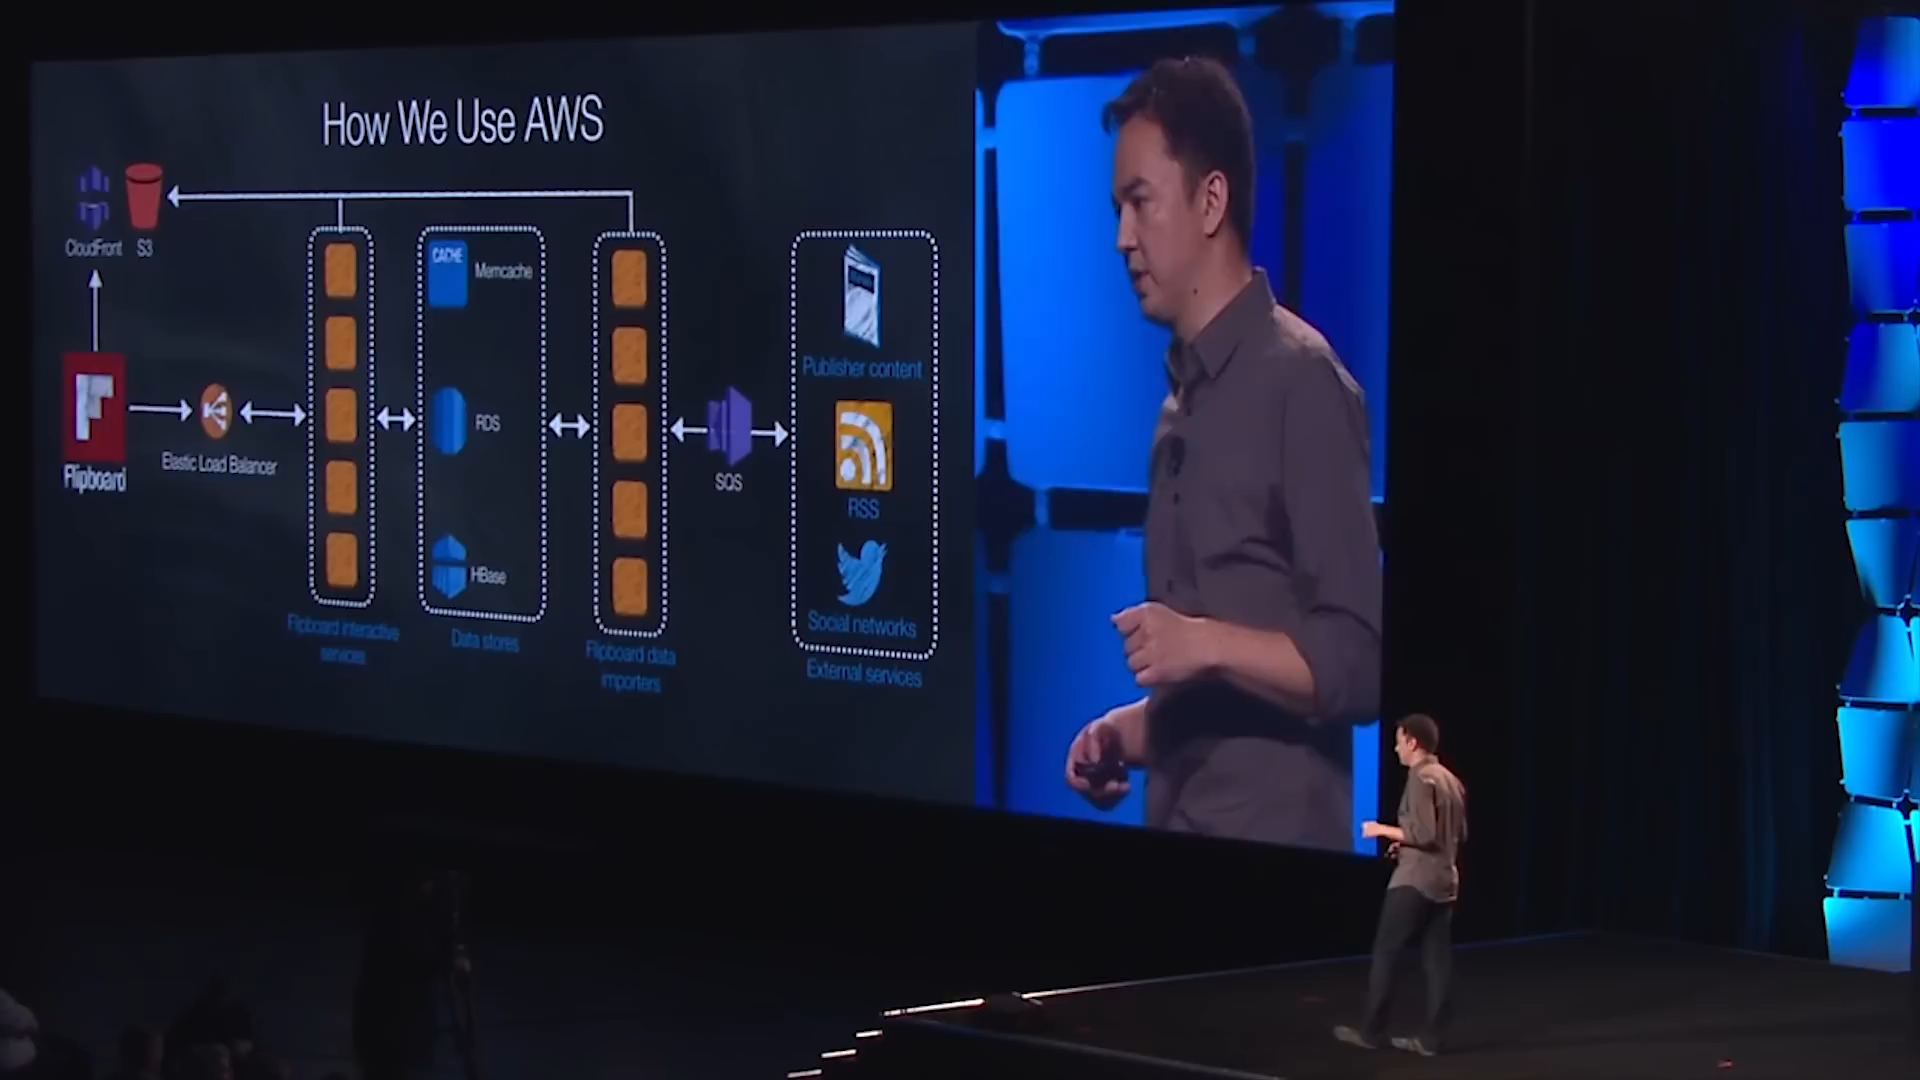 How We Use AWS
CloudFront
S3
CACHE
Memcache
Publisher content
RDS
Elastic Load Balancer
Flipboard
SQS
RSS
HBase
Social networks
Flipboard interactive
services
Data stores
Flipboard data
importers
External services